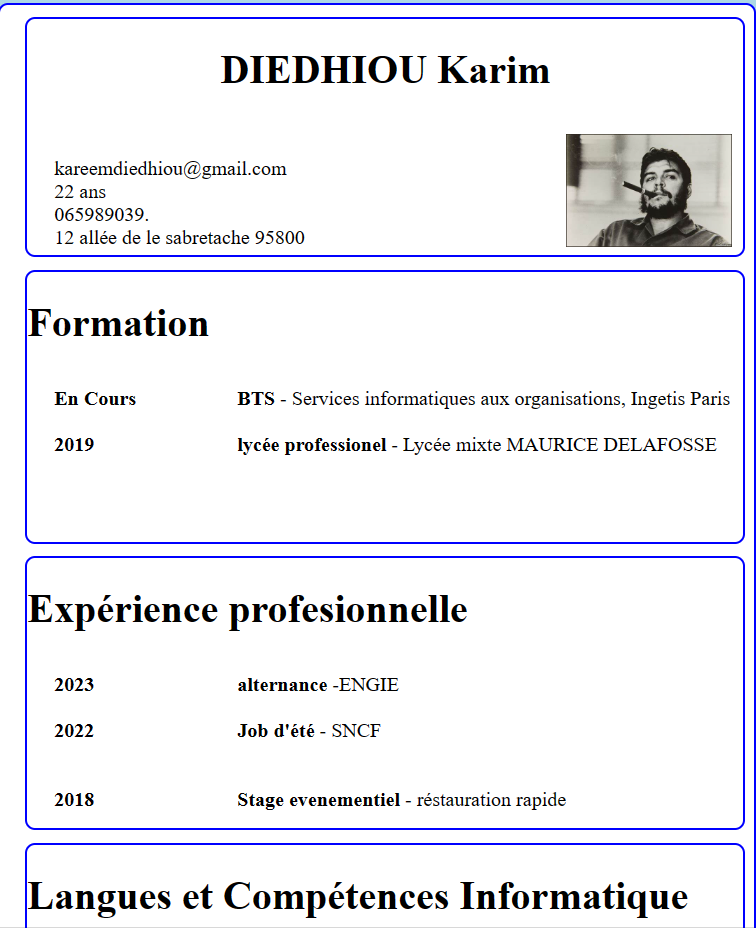 DIEDHIOU Karim
kareemdiedhiou@gmail.com
22 ans
065989039.
12 allée de le sabretache 95800
Formation
En Cours BTS - Services informatiques aux organisations, Ingetis Paris
2019 lycée professionel - Lycée mixte MAURICE DELAFOSSE
Expérience profesionnelle
2023 alternance -ENGIE
2022 Job d'été - SNCF
2018 Stage evenementiel - réstauration rapide
Langues et Compétences Informatique